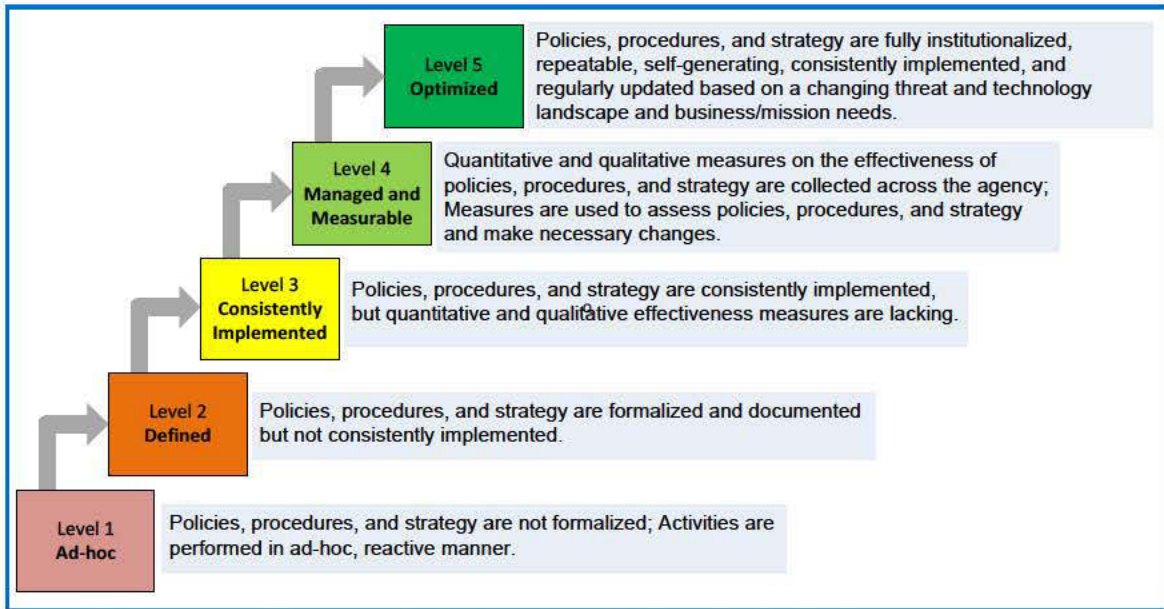 Level 5
Optimized
Policies, procedures, and strategy are fully institutionalized,
repeatable, self-generating, consistently implemented, and
regularly updated based on a changing threat and technology
landscape and business/mission needs.
Level 4
Managed and
Measurable
Quantitative and qualitative measures on the effectiveness of
policies, procedures, and strategy are collected across the agency;
Measures are used to assess policies, procedures, and strategy
and make necessary changes.
Level 3
Consistently
Implemented
Policies, procedures, and strategy are consistently implemented,
but quantitative and qualitative effectiveness measures are lacking.
9
Level 2
Defined
Policies, procedures, and strategy are formalized and documented
but not consistently implemented.
Level 1
Ad-hoc
Policies, procedures, and strategy are not formalized; Activities are
performed in ad-hoc, reactive manner.